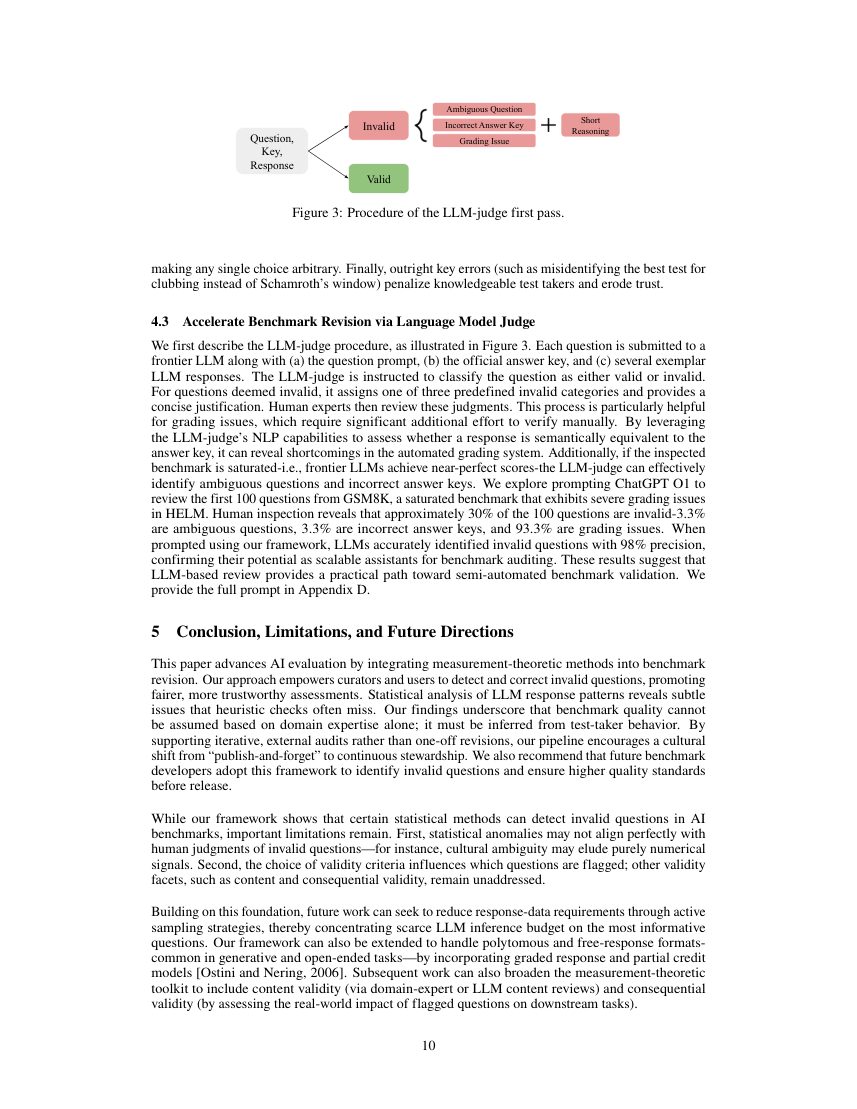 Question,
Key,
Response
Invalid
Valid
{
Ambiguous Question
Incorrect Answer Key
Grading Issue
+
Short
Reasoning
Figure 3: Procedure of the LLM-judge first pass.
making any single choice arbitrary. Finally, outright key errors (such as misidentifying the best test for
clubbing instead of Schamroth's window) penalize knowledgeable test takers and erode trust.
4.3 Accelerate Benchmark Revision via Language Model Judge
We first describe the LLM-judge procedure, as illustrated in Figure 3. Each question is submitted to a
frontier LLM along with (a) the question prompt, (b) the official answer key, and (c) several exemplar
LLM responses. The LLM-judge is instructed to classify the question as either valid or invalid.
For questions deemed invalid, it assigns one of three predefined invalid categories and provides a
concise justification. Human experts then review these judgments. This process is particularly helpful
for grading issues, which require significant additional effort to verify manually. By leveraging
the LLM-judge's NLP capabilities to assess whether a response is semantically equivalent to the
answer key, it can reveal shortcomings in the automated grading system. Additionally, if the inspected
benchmark is saturated-i.e., frontier LLMs achieve near-perfect scores-the LLM-judge can effectively
identify ambiguous questions and incorrect answer keys. We explore prompting ChatGPT O1 to
review the first 100 questions from GSM8K, a saturated benchmark that exhibits severe grading issues
in HELM. Human inspection reveals that approximately 30% of the 100 questions are invalid-3.3%
are ambiguous questions, 3.3% are incorrect answer keys, and 93.3% are grading issues. When
prompted using our framework, LLMs accurately identified invalid questions with 98% precision,
confirming their potential as scalable assistants for benchmark auditing. These results suggest that
LLM-based review provides a practical path toward semi-automated benchmark validation. We
provide the full prompt in Appendix D.
5 Conclusion, Limitations, and Future Directions
This paper advances AI evaluation by integrating measurement-theoretic methods into benchmark
revision. Our approach empowers curators and users to detect and correct invalid questions, promoting
fairer, more trustworthy assessments. Statistical analysis of LLM response patterns reveals subtle
issues that heuristic checks often miss. Our findings underscore that benchmark quality cannot
be assumed based on domain expertise alone; it must be inferred from test-taker behavior. By
supporting iterative, external audits rather than one-off revisions, our pipeline encourages a cultural
shift from “publish-and-forget” to continuous stewardship. We also recommend that future benchmark
developers adopt this framework to identify invalid questions and ensure higher quality standards
before release.
While our framework shows that certain statistical methods can detect invalid questions in AI
benchmarks, important limitations remain. First, statistical anomalies may not align perfectly with
human judgments of invalid questions—for instance, cultural ambiguity may elude purely numerical
signals. Second, the choice of validity criteria influences which questions are flagged; other validity
facets, such as content and consequential validity, remain unaddressed.
Building on this foundation, future work can seek to reduce response-data requirements through active
sampling strategies, thereby concentrating scarce LLM inference budget on the most informative
questions. Our framework can also be extended to handle polytomous and free-response formats-
common in generative and open-ended tasks—by incorporating graded response and partial credit
models [Ostini and Nering, 2006]. Subsequent work can also broaden the measurement-theoretic
toolkit to include content validity (via domain-expert or LLM content reviews) and consequential
validity (by assessing the real-world impact of flagged questions on downstream tasks).
10